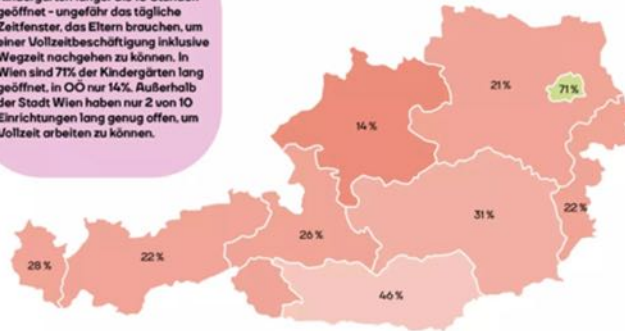 geöffnet – ungefähr das tägliche
Zeitfenster, das Eltern brauchen, um
einer Vollzeitbeschäftigung inklusive
Wegzeit nachgehen zu können. In
Wien sind 71% der Kindergärten lang
geöffnet, in OÖ nur 14%. Außerhalb
der Stadt Wien haben nur 2 von 10
Einrichtungen lang genug offen, um
Vollzeit arbeiten zu können.
21 %
71 %
14 %
31 %
22 %
26 %
22 %
28 %
46 %